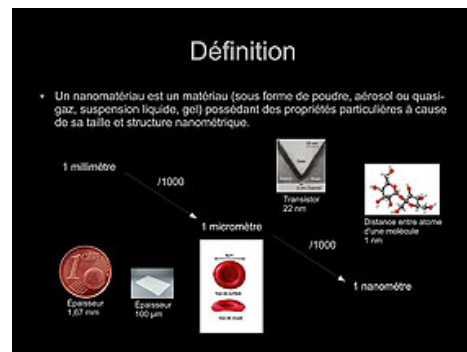 Définition
• Un nanomatériau est un matériau (sous forme de poudre, aérosol ou quasi-
gaz, suspension liquide, gel) possédant des propriétés particulières à cause
de sa taille et structure nanométrique.
1 millimètre
/1000
Transistor
22 nm
Distance entre atome
d'une molécule
1 nm
1 micromètre
/1000
1 nanomètre
Épaisseur
1,67 mm
Épaisseur
100 µm